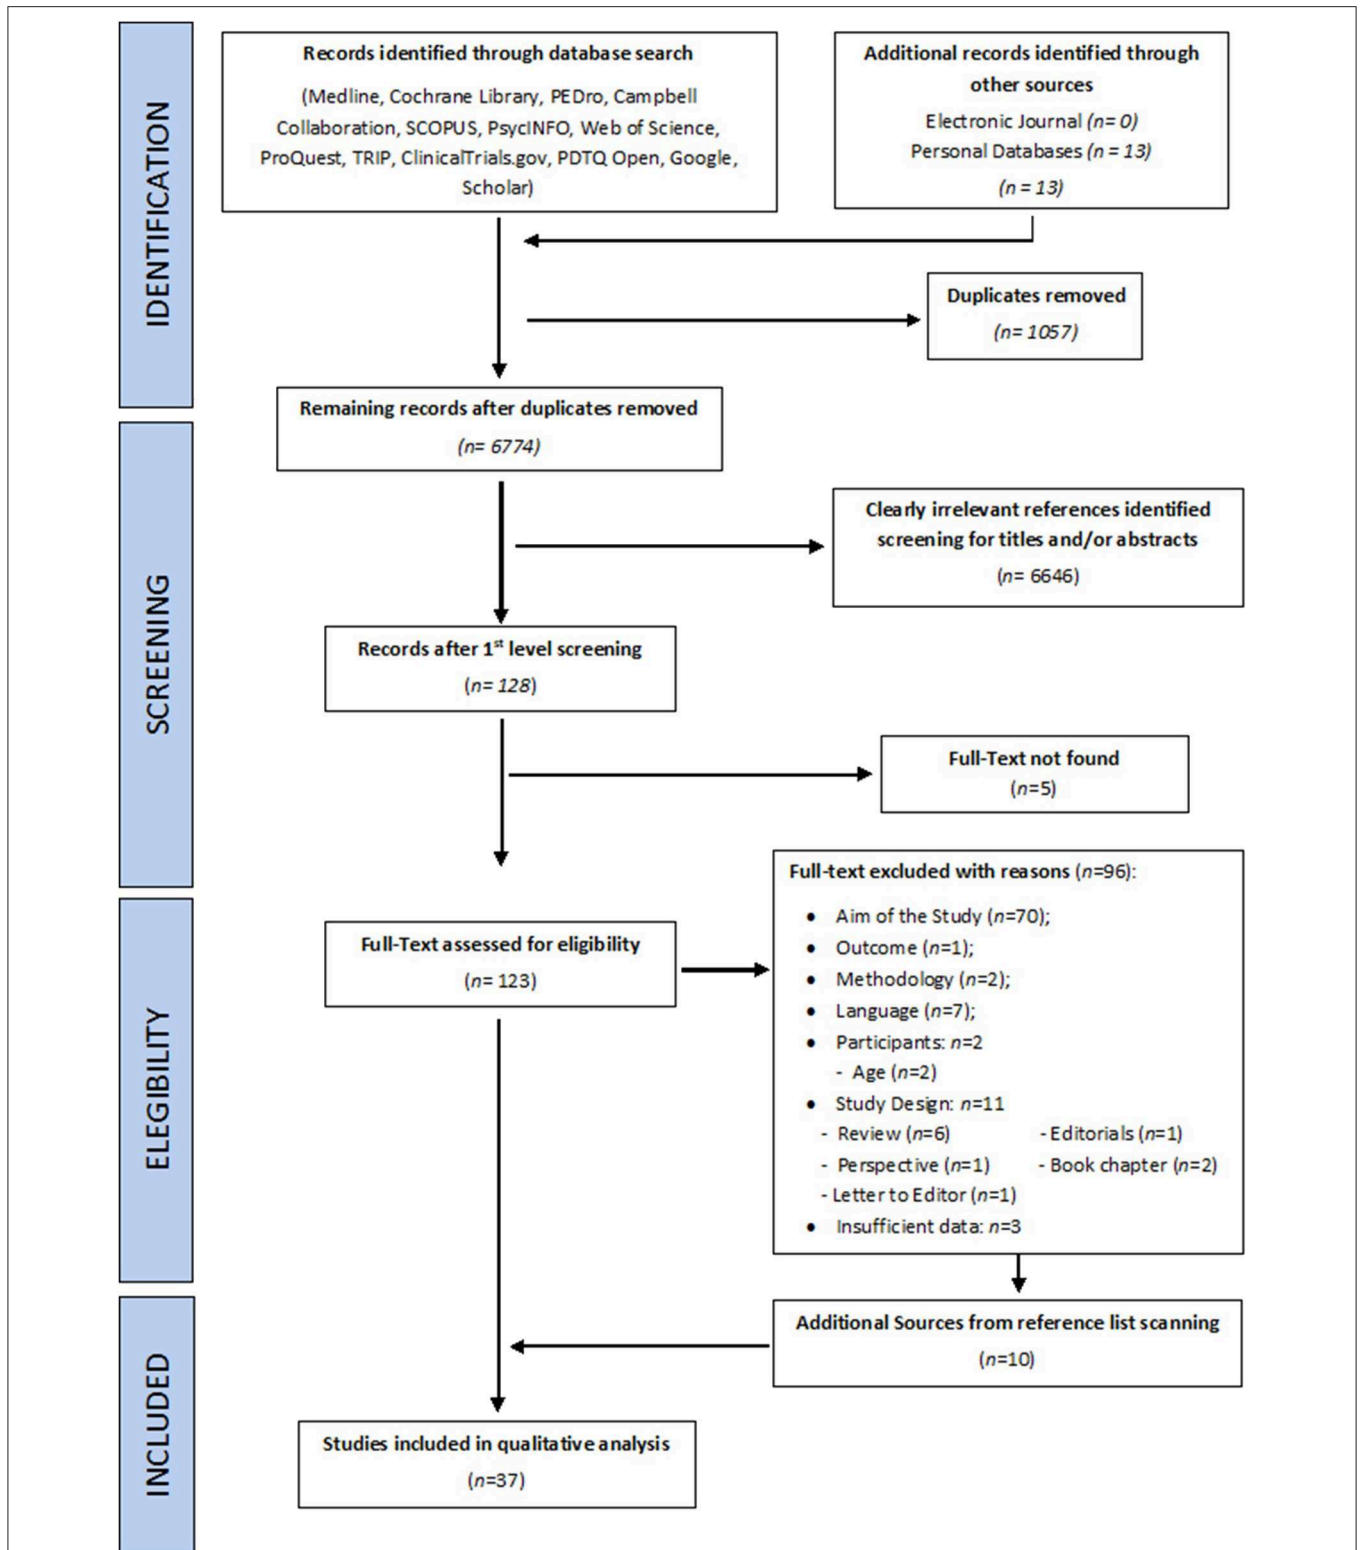 IDENTIFICATION
Records identified through database search
(Medline, Cochrane Library, PEDro, Campbell
Collaboration, SCOPUS, PsycINFO, Web of Science,
ProQuest, TRIP, ClinicalTrials.gov, PDTQ Open, Google,
Scholar)
Additional records identified through
other sources
Electronic Journal (n= 0)
Personal Databases (n = 13)
(n = 13)
Duplicates removed
(n= 1057)
Remaining records after duplicates removed
(n= 6774)
SCREENING
Clearly irrelevant references identified
screening for titles and/or abstracts
(n= 6646)
Records after 1st level screening
(n= 128)
Full-Text not found
(n=5)
ELEGIBILITY
Full-Text assessed for eligibility
(n= 123)
Full-text excluded with reasons (n=96):
• Aim of the Study (n=70);
• Outcome (n=1);
• Methodology (n=2);
• Language (n=7);
• Participants: n=2
- Age (n=2)
• Study Design: n=11
- Review (n=6) - Editorials (n=1)
- Perspective (n=1) - Book chapter (n=2)
- Letter to Editor (n=1)
• Insufficient data: n=3
INCLUDED
Additional Sources from reference list scanning
(n=10)
Studies included in qualitative analysis
(n=37)